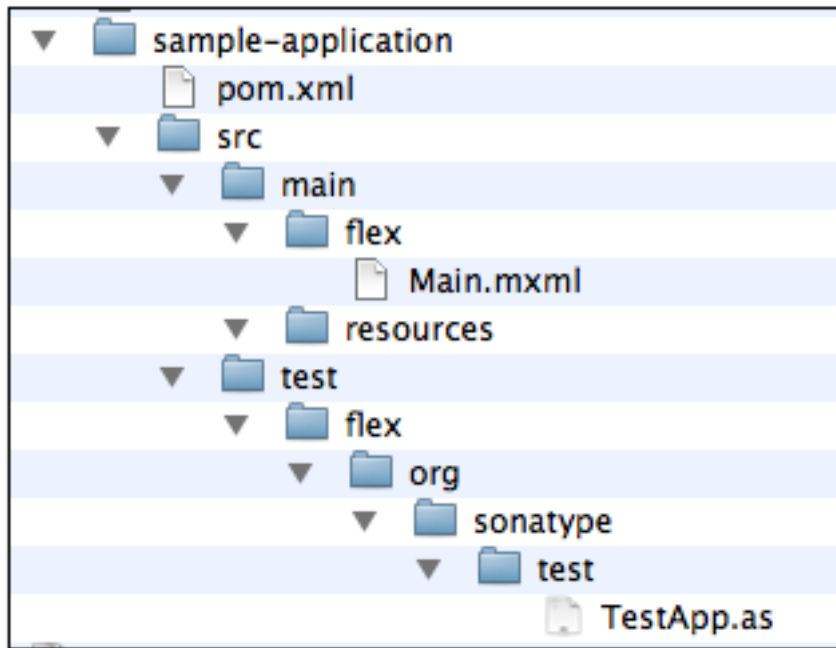 sample-application
pom.xml
src
main
flex
Main.mxml
resources
test
flex
org
sonatype
test
TestApp.as